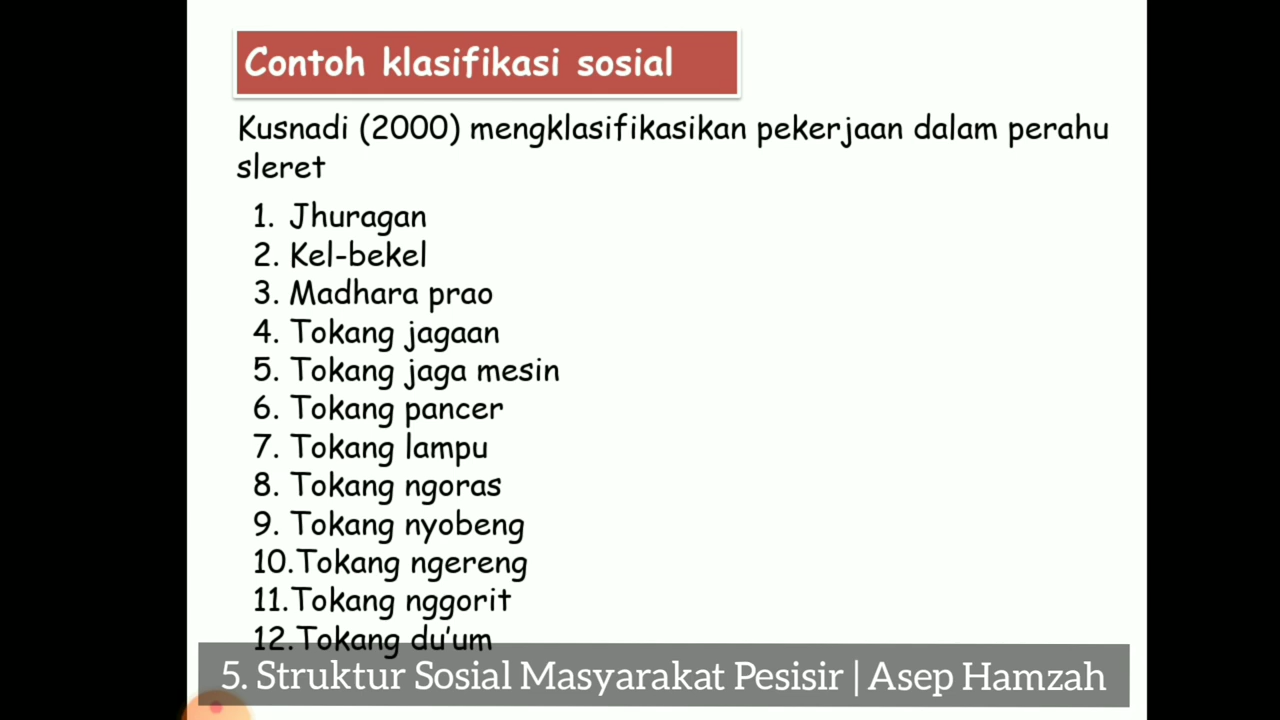 Contoh klasifikasi sosial
Kusnadi (2000) mengklasifikasikan pekerjaan dalam perahu
sleret
1. Jhuragan
2. Kel-bekel
3. Madhara prao
4. Tokang jagaan
5. Tokang jaga mesin
6. Tokang pancer
7. Tokang lampu
8. Tokang ngoras
9. Tokang nyobeng
10.Tokang ngereng
11.Tokang nggorit
12.Tokang du'um
5. Struktur Sosial Masyarakat Pesisir | Asep Hamzah